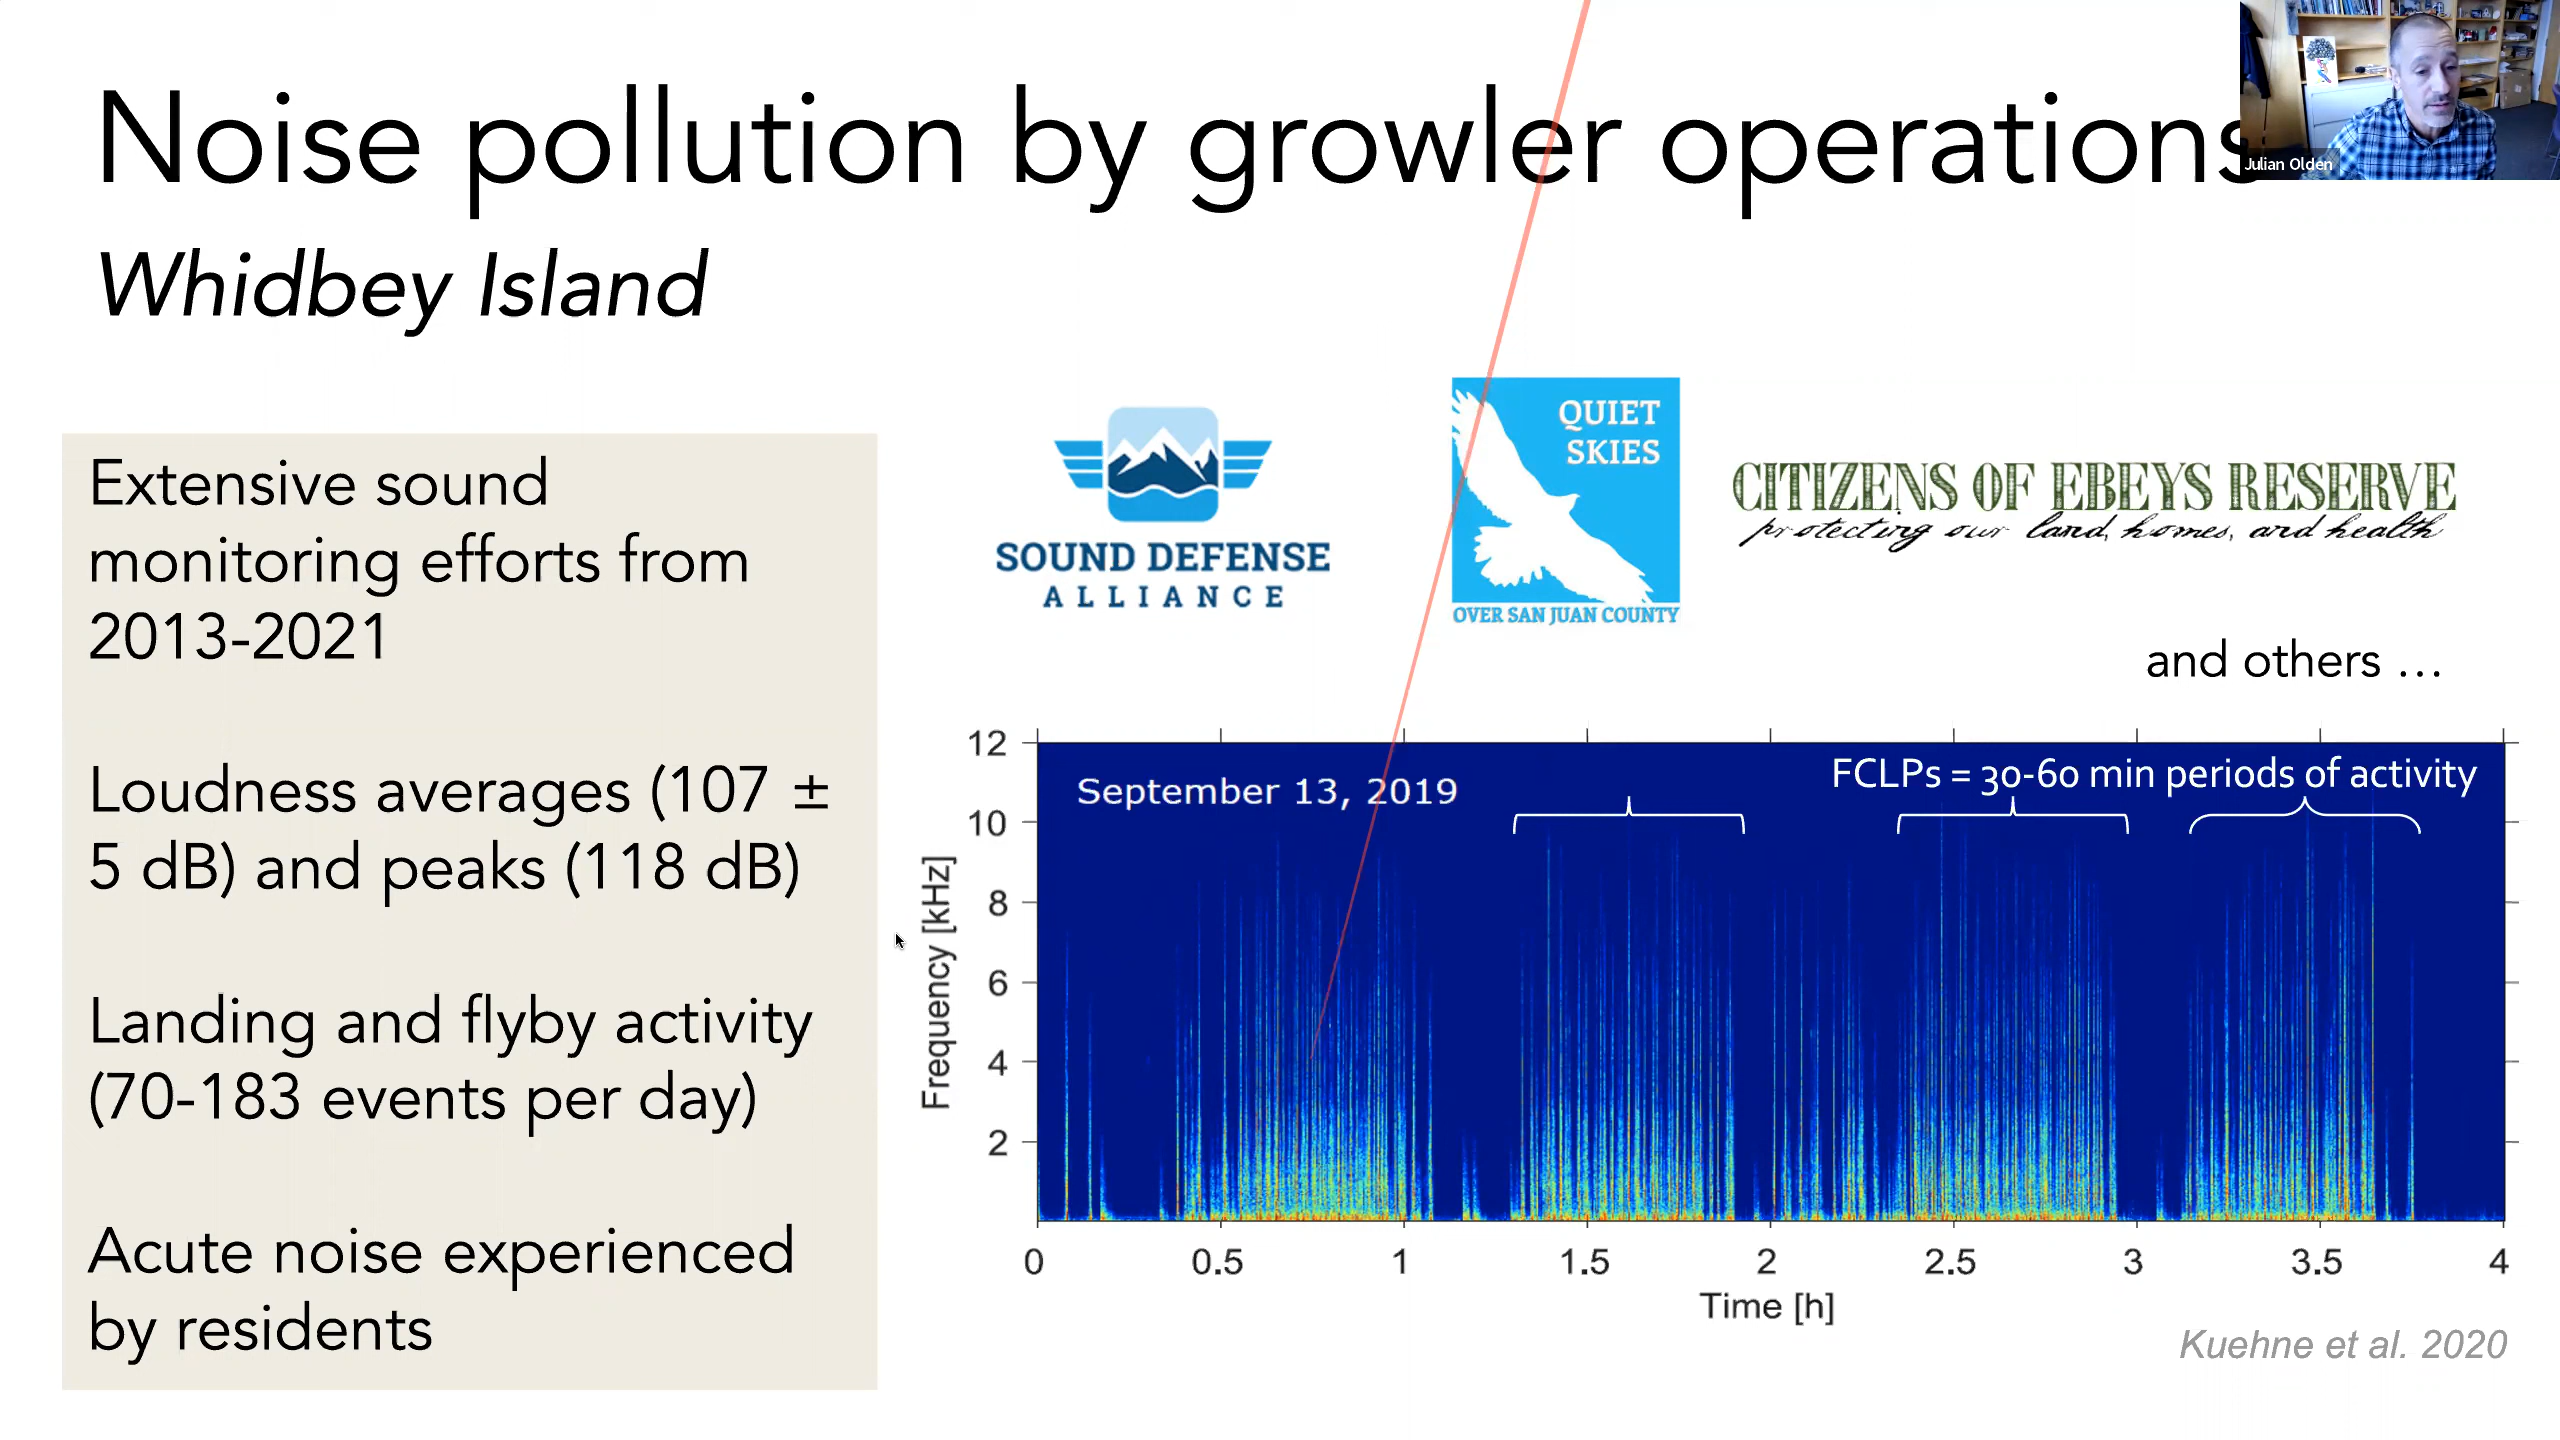 Noise pollution by growler operations
Julian Olden
Whidbey Island
Extensive sound
monitoring efforts from
2013-2021
Loudness averages (107 ±
5 dB) and peaks (118 dB)
Landing and flyby activity
(70-183 events per day)
Acute noise experienced
by residents
SOUND DEFENSE
ALLIANCE
QUIET
SKIES
OVER SAN JUAN COUNTY
CITIZENS OF EBEYS RESERVE
protecting our land, homes, and health
and others …
September 13, 2019
FCLPs = 30-60 min periods of activity
Frequency [kHz]
12
10
8
6
4
2
0 0.5 1 1.5 2 2.5 3 3.5 4
Time [h]
Kuehne et al. 2020